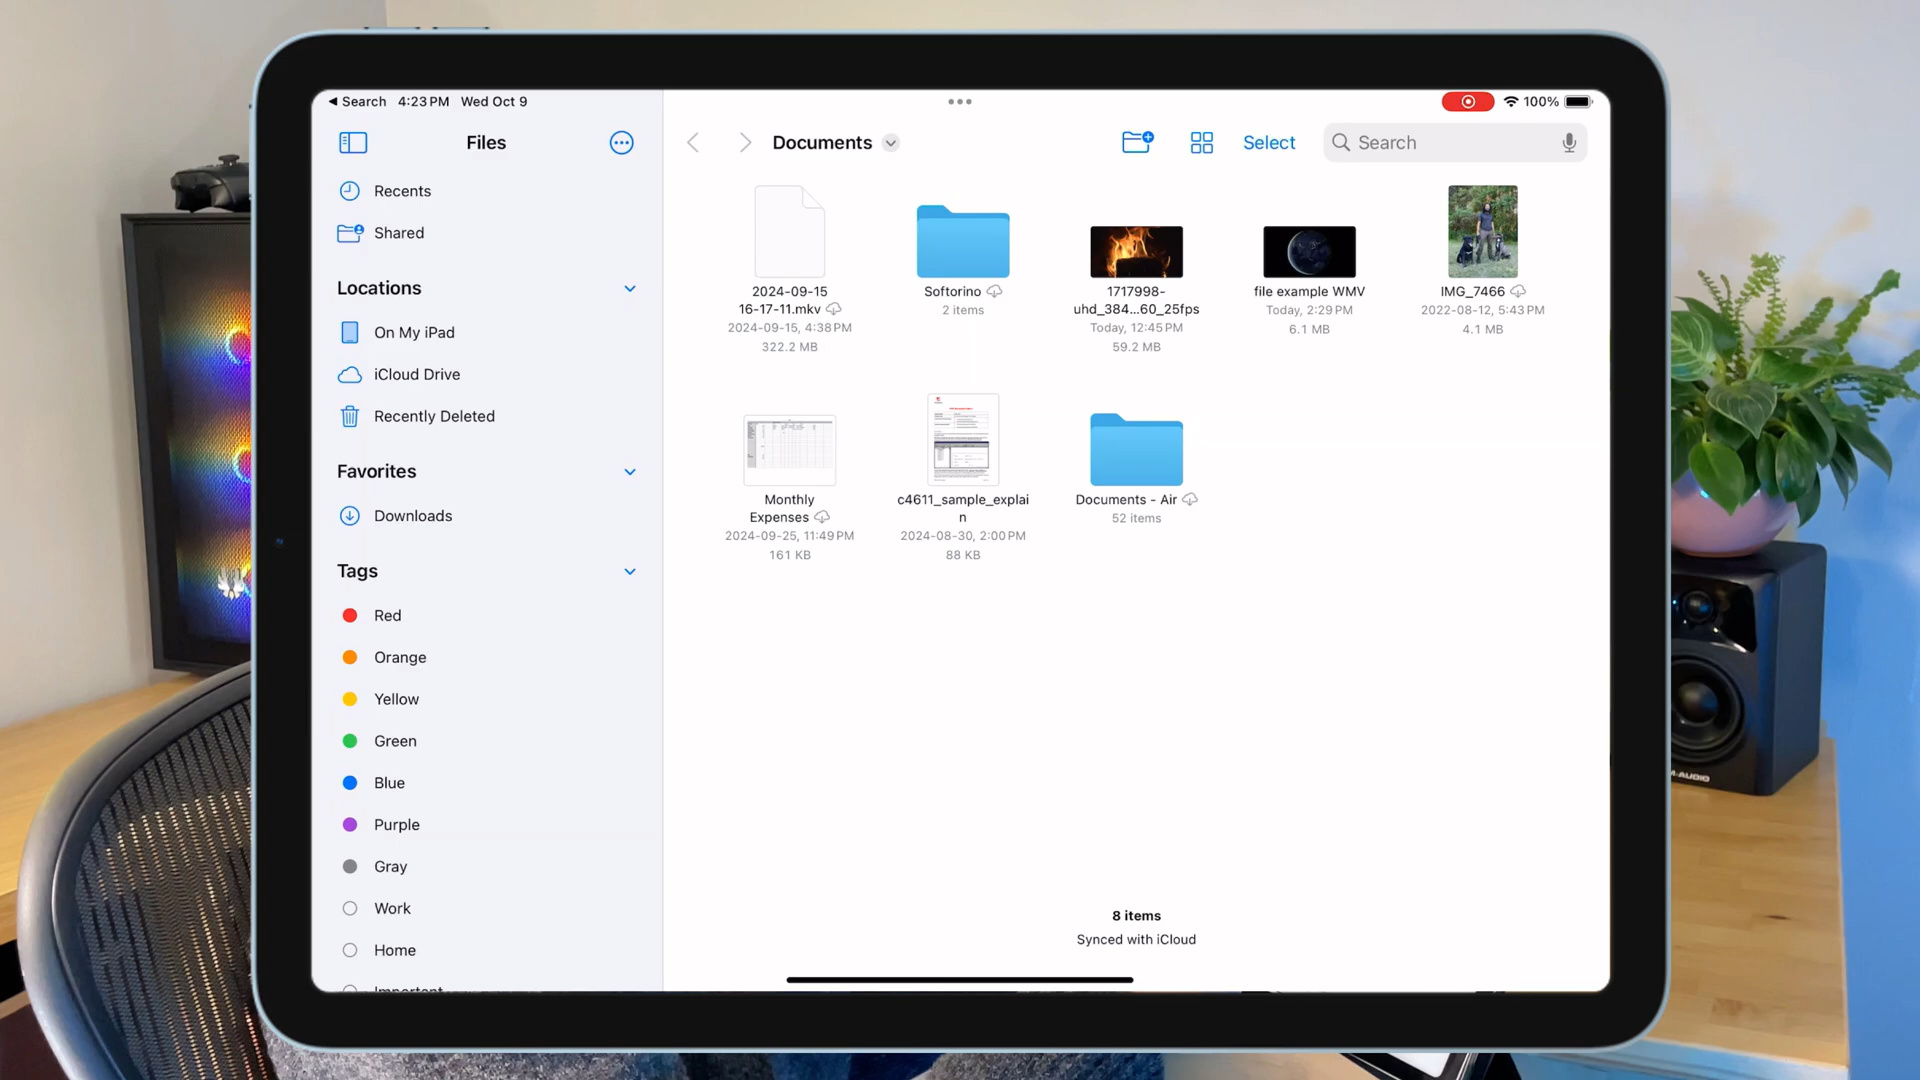 Search 4:23 PM Wed Oct 9
100%
Files
Recents
Shared
Locations
On My iPad
iCloud Drive
Recently Deleted
Favorites
Downloads
Tags
Red
Orange
Yellow
Green
Blue
Purple
Gray
Work
Home
Important
Documents
Select
Search
2024-09-15
16-17-11.mkv
2024-09-15, 4:38 PM
322.2 MB
Softorino
2 items
1717998-
uhd_384...60_25fps
Today, 12:45 PM
59.2 MB
file example WMV
Today, 2:29 PM
6.1 MB
IMG_7466
2022-08-12, 5:43 PM
4.1 MB
Monthly
Expenses
2024-09-25, 11:49 PM
161 KB
c4611_sample_explai
n
2024-08-30, 2:00 PM
88 KB
Documents - Air
52 items
8 items
Synced with iCloud
M-AUDIO